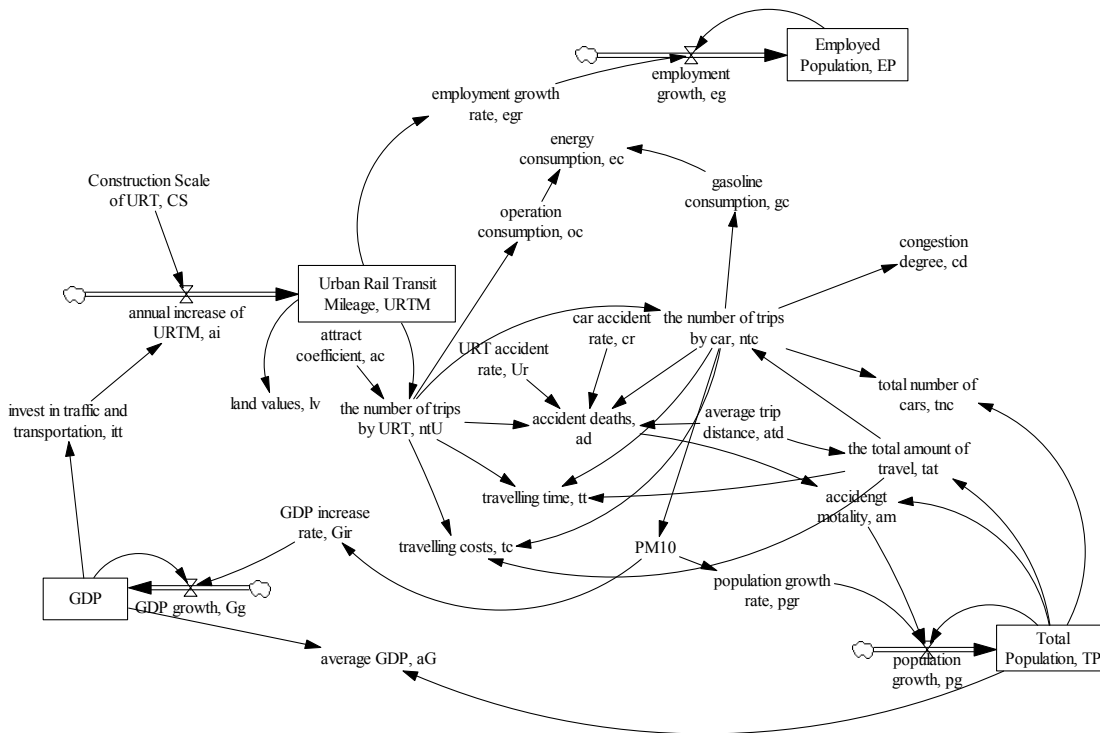 Employed
Population, EP
employment
growth, eg
employment growth
rate, egr
energy
consumption, ec
Construction Scale
of URT, CS
gasoline
consumption, gc
operation
consumption, oc
congestion
degree, cd
Urban Rail Transit
Mileage, URTM
annual increase of
URTM, ai
attract
coefficient, ac
car accident
rate, cr
the number of trips
by car, ntc
URT accident
rate, Ur
total number of
cars, tnc
land values, lv
invest in traffic and
transportation, itt
the number of trips
by URT, ntU
accident deaths,
ad
average trip
distance, atd
the total amount of
travel, tat
travelling time, tt
accidengt
motality, am
GDP increase
rate, Gir
travelling costs, tc
PM10
population growth
rate, pgr
GDP
GDP growth, Gg
average GDP, aG
population
growth, pg
Total
Population, TP